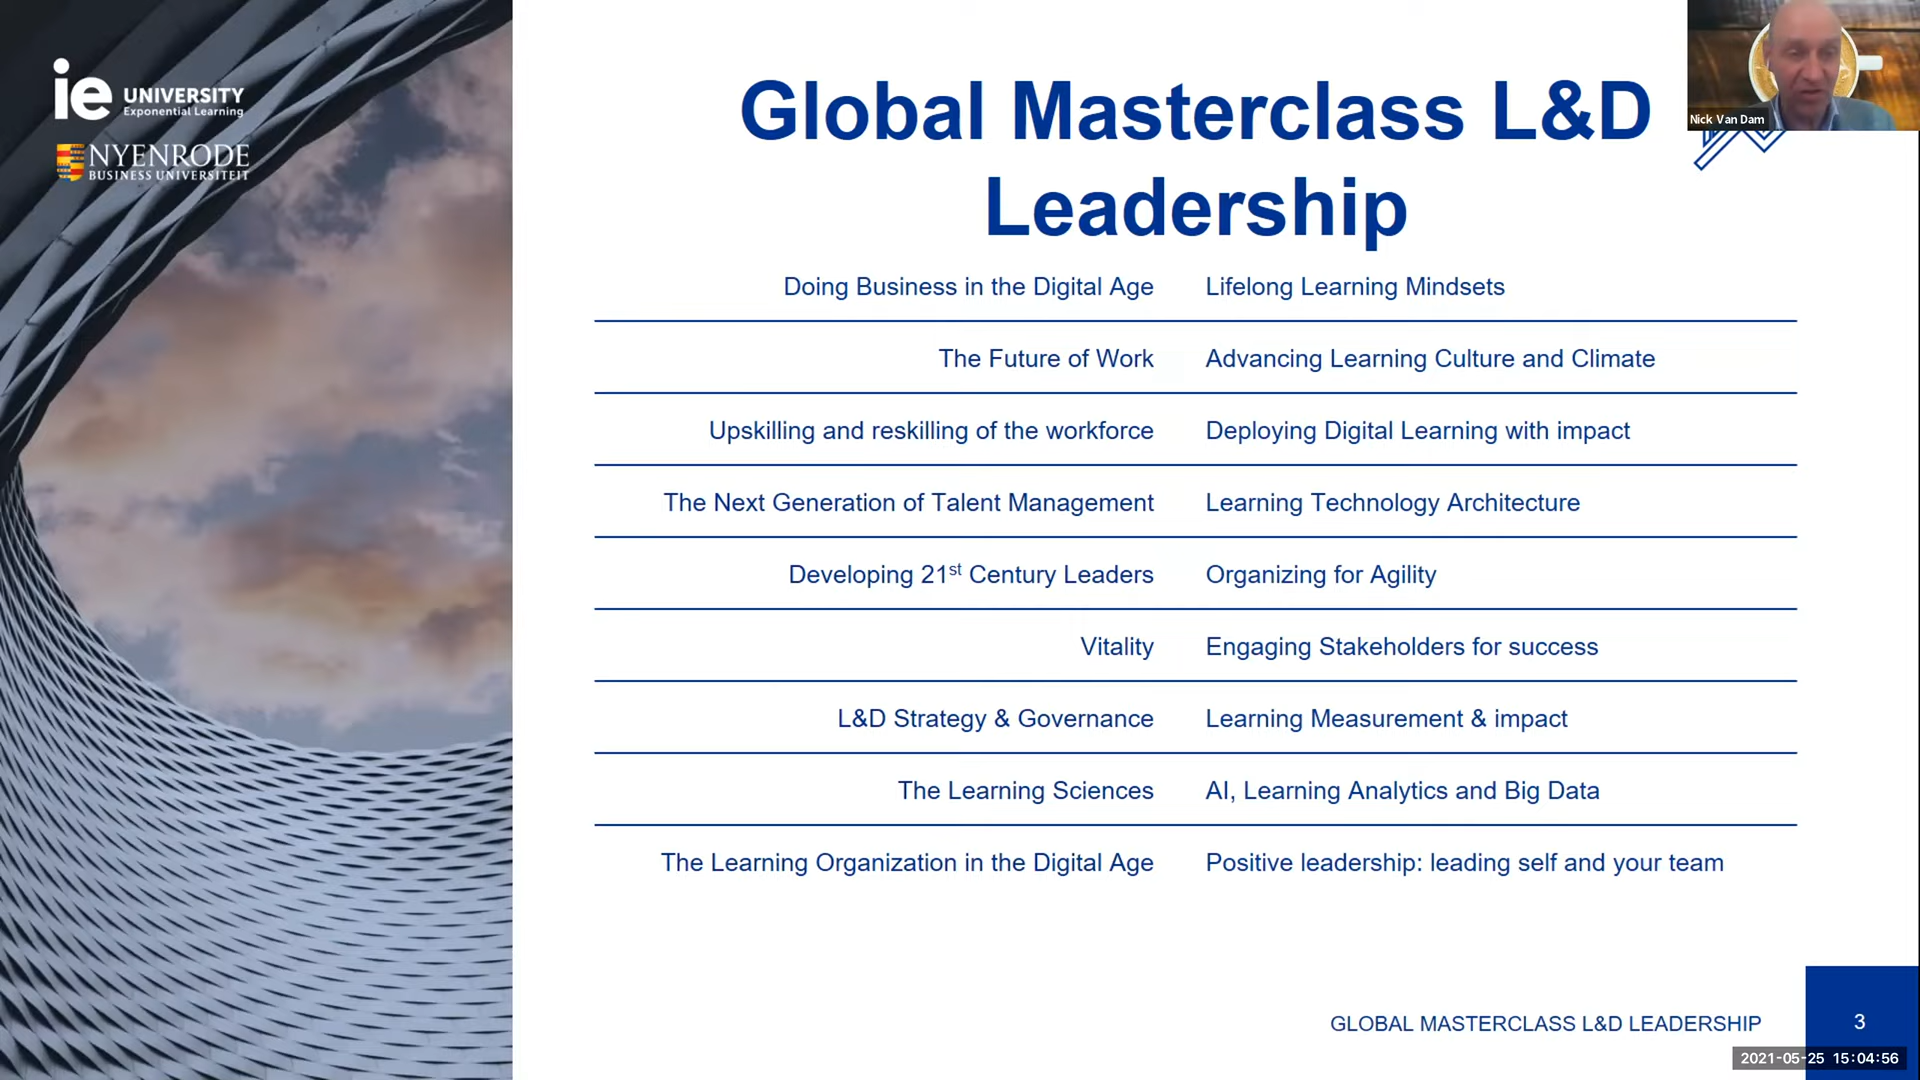 ie UNIVERSITY
Exponential Learning
NYENRODE
BUSINESS UNIVERSITEIT
Global Masterclass L&D
Leadership
Nick Van Dam
Doing Business in the Digital Age Lifelong Learning Mindsets
The Future of Work Advancing Learning Culture and Climate
Upskilling and reskilling of the workforce Deploying Digital Learning with impact
The Next Generation of Talent Management Learning Technology Architecture
Developing 21st Century Leaders Organizing for Agility
Vitality Engaging Stakeholders for success
L&D Strategy & Governance Learning Measurement & impact
The Learning Sciences AI, Learning Analytics and Big Data
The Learning Organization in the Digital Age Positive leadership: leading self and your team
GLOBAL MASTERCLASS L&D LEADERSHIP 3
2021-05-25 15:04:56